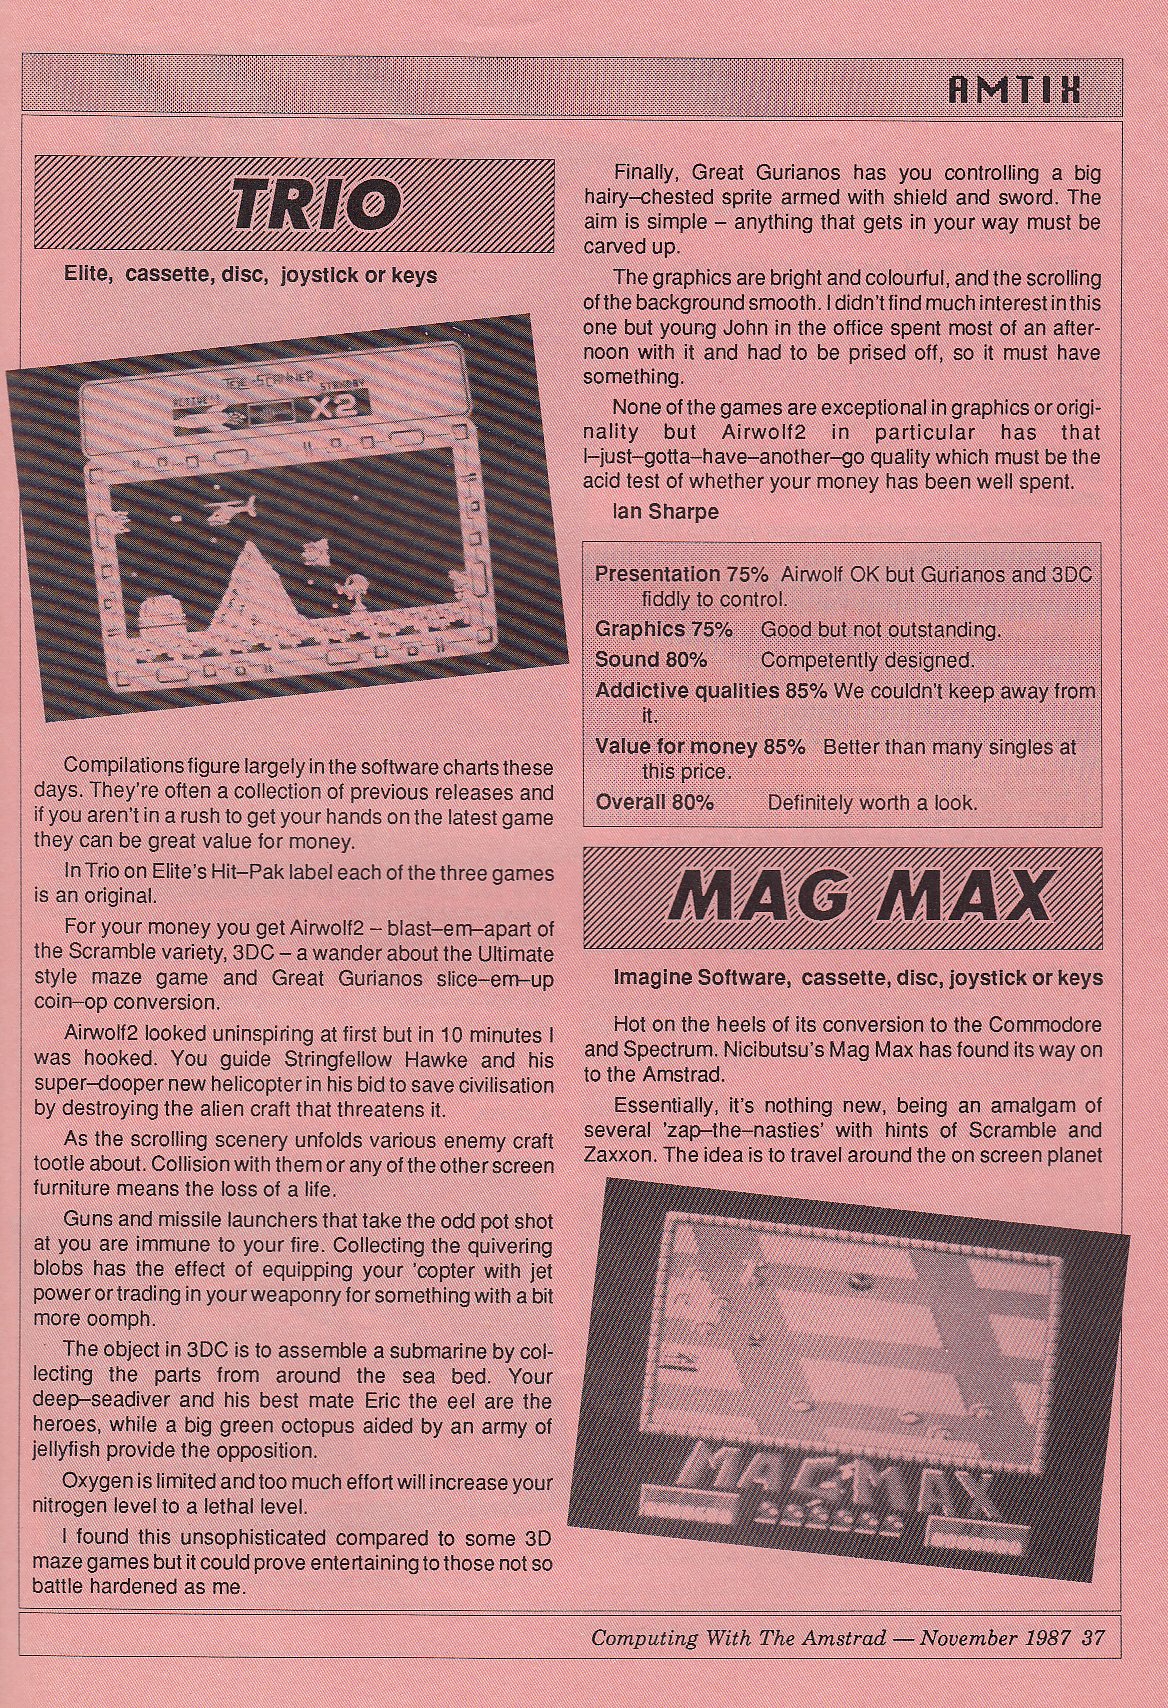 AMTIX
TRIO
Elite, cassette, disc, joystick or keys
THE SCANNER
STANDBY
X2
Compilations figure largely in the software charts these
days. They're often a collection of previous releases and
if you aren't in a rush to get your hands on the latest game
they can be great value for money.
In Trio on Elite's Hit–Pak label each of the three games
is an original.
For your money you get Airwolf2 – blast–em–apart of
the Scramble variety, 3DC – a wander about the Ultimate
style maze game and Great Gurianos slice–em–up
coin–op conversion.
Airwolf2 looked uninspiring at first but in 10 minutes I
was hooked. You guide Stringfellow Hawke and his
super–dooper new helicopter in his bid to save civilisation
by destroying the alien craft that threatens it.
As the scrolling scenery unfolds various enemy craft
tootle about. Collision with them or any of the other screen
furniture means the loss of a life.
Guns and missile launchers that take the odd pot shot
at you are immune to your fire. Collecting the quivering
blobs has the effect of equipping your 'copter with jet
power or trading in your weaponry for something with a bit
more oomph.
The object in 3DC is to assemble a submarine by col-
lecting the parts from around the sea bed. Your
deep–seadiver and his best mate Eric the eel are the
heroes, while a big green octopus aided by an army of
jellyfish provide the opposition.
Oxygen is limited and too much effort will increase your
nitrogen level to a lethal level.
I found this unsophisticated compared to some 3D
maze games but it could prove entertaining to those not so
battle hardened as me.
Finally, Great Gurianos has you controlling a big
hairy–chested sprite armed with shield and sword. The
aim is simple – anything that gets in your way must be
carved up.
The graphics are bright and colourful, and the scrolling
of the background smooth. I didn't find much interest in this
one but young John in the office spent most of an after-
noon with it and had to be prised off, so it must have
something.
None of the games are exceptional in graphics or origi-
nality but Airwolf2 in particular has that
I–just–gotta–have–another–go quality which must be the
acid test of whether your money has been well spent.
Ian Sharpe
Presentation 75% Airwolf OK but Gurianos and 3DC
fiddly to control.
Graphics 75% Good but not outstanding.
Sound 80% Competently designed.
Addictive qualities 85% We couldn't keep away from
it.
Value for money 85% Better than many singles at
this price.
Overall 80% Definitely worth a look.
MAG MAX
Imagine Software, cassette, disc, joystick or keys
Hot on the heels of its conversion to the Commodore
and Spectrum. Nicibutsu's Mag Max has found its way on
to the Amstrad.
Essentially, it's nothing new, being an amalgam of
several 'zap–the–nasties' with hints of Scramble and
Zaxxon. The idea is to travel around the on screen planet
MAG MAX
Computing With The Amstrad — November 1987 37